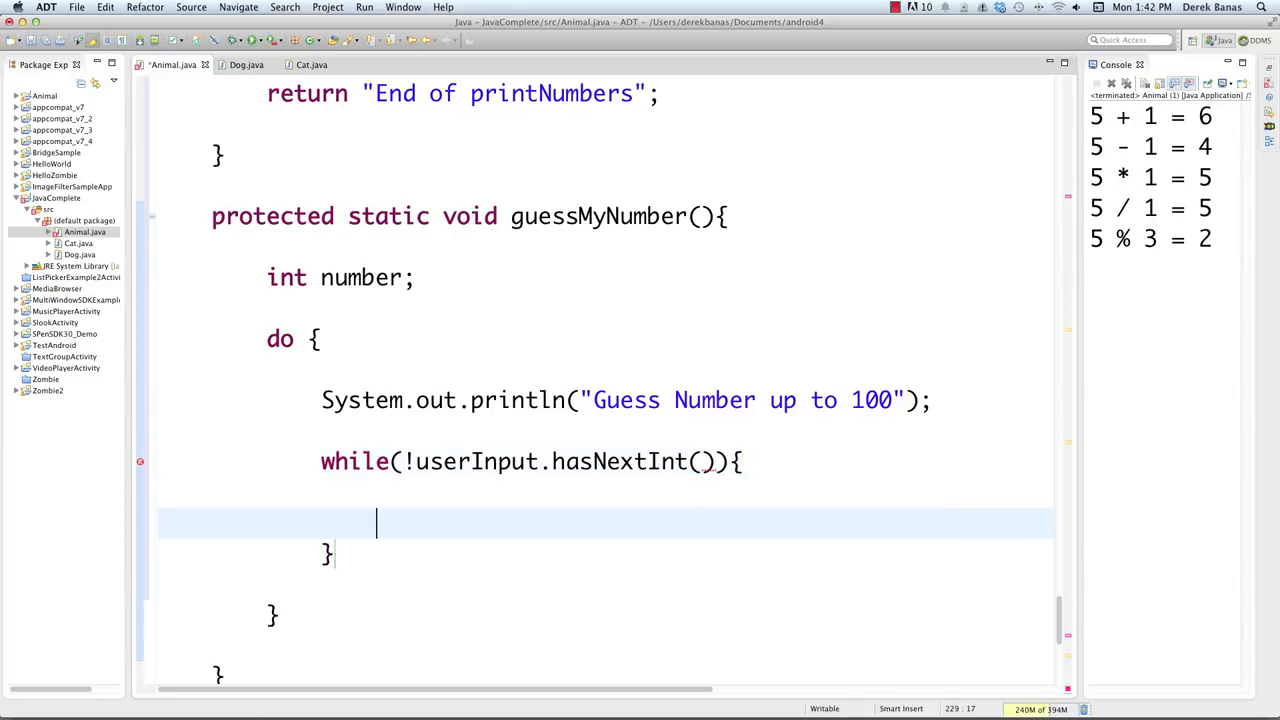 ADT File Edit Refactor Source Navigate Search Project Run Window Help 10 Mon 1:42 PM Derek Banas
Java – JavaComplete/src/Animal.java – ADT – /Users/derekbanas/Documents/android4
Quick Access Java DDMS
Package Exp
*Animal.java Dog.java Cat.java
Console
<terminated> Animal (1) [Java Application] /S
Animal
appcompat_v7
appcompat_v7_2
appcompat_v7_3
appcompat_v7_4
BridgeSample
HelloWorld
HelloZombie
ImageFilterSampleApp
JavaComplete
src
(default package)
Animal.java
Cat.java
Dog.java
JRE System Library [Ja
ListPickerExample2Activi
MediaBrowser
MultiWindowSDKExample
MusicPlayerActivity
SlookActivity
SPenSDK30_Demo
TestAndroid
TextGroupActivity
VideoPlayerActivity
Zombie
Zombie2
return "End of printNumbers";
}
protected static void guessMyNumber(){
int number;
do {
System.out.println("Guess Number up to 100");
while(!userInput.hasNextInt()){
}
}
}
5 + 1 = 6
5 - 1 = 4
5 * 1 = 5
5 / 1 = 5
5 % 3 = 2
Writable Smart Insert 229 : 17 240M of 394M